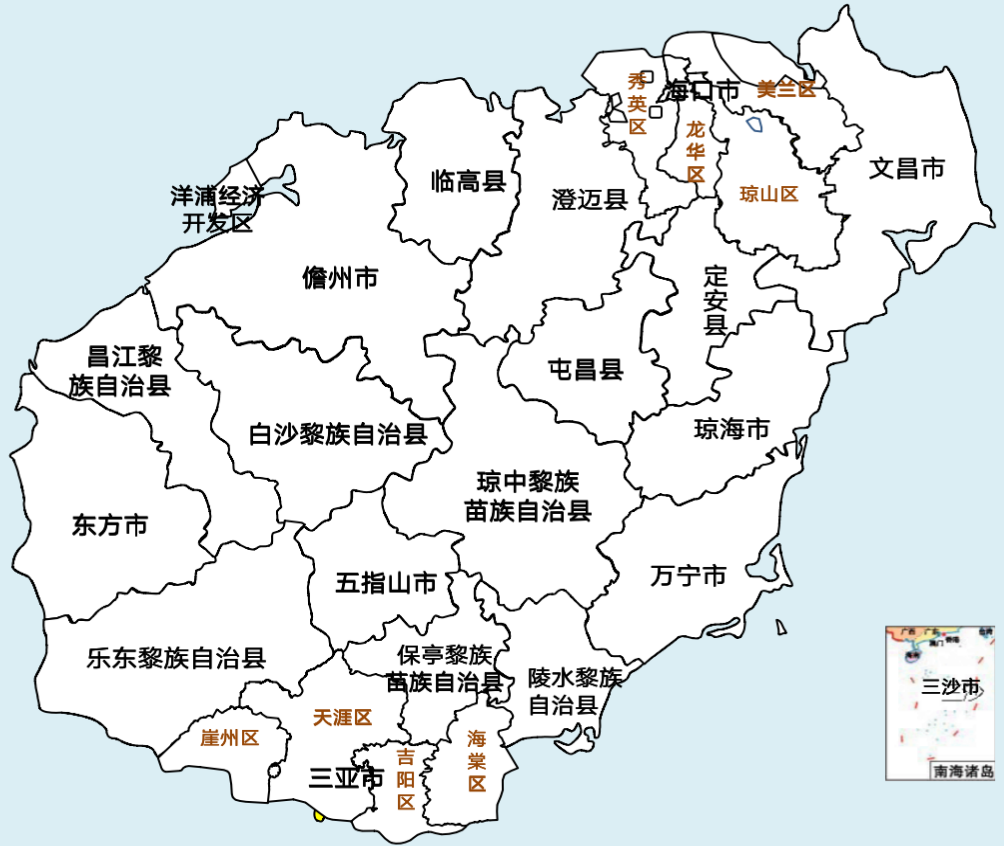 秀英区
海口市
美兰区
龙华区
琼山区
文昌市
临高县
澄迈县
洋浦经济
开发区
儋州市
定安县
昌江黎
族自治县
屯昌县
白沙黎族自治县
琼海市
琼中黎族
苗族自治县
东方市
五指山市
万宁市
乐东黎族自治县
保亭黎族
苗族自治县
陵水黎族
自治县
天涯区
崖州区
海棠区
吉阳区
三亚市
广西
广东
三沙市
南海诸岛